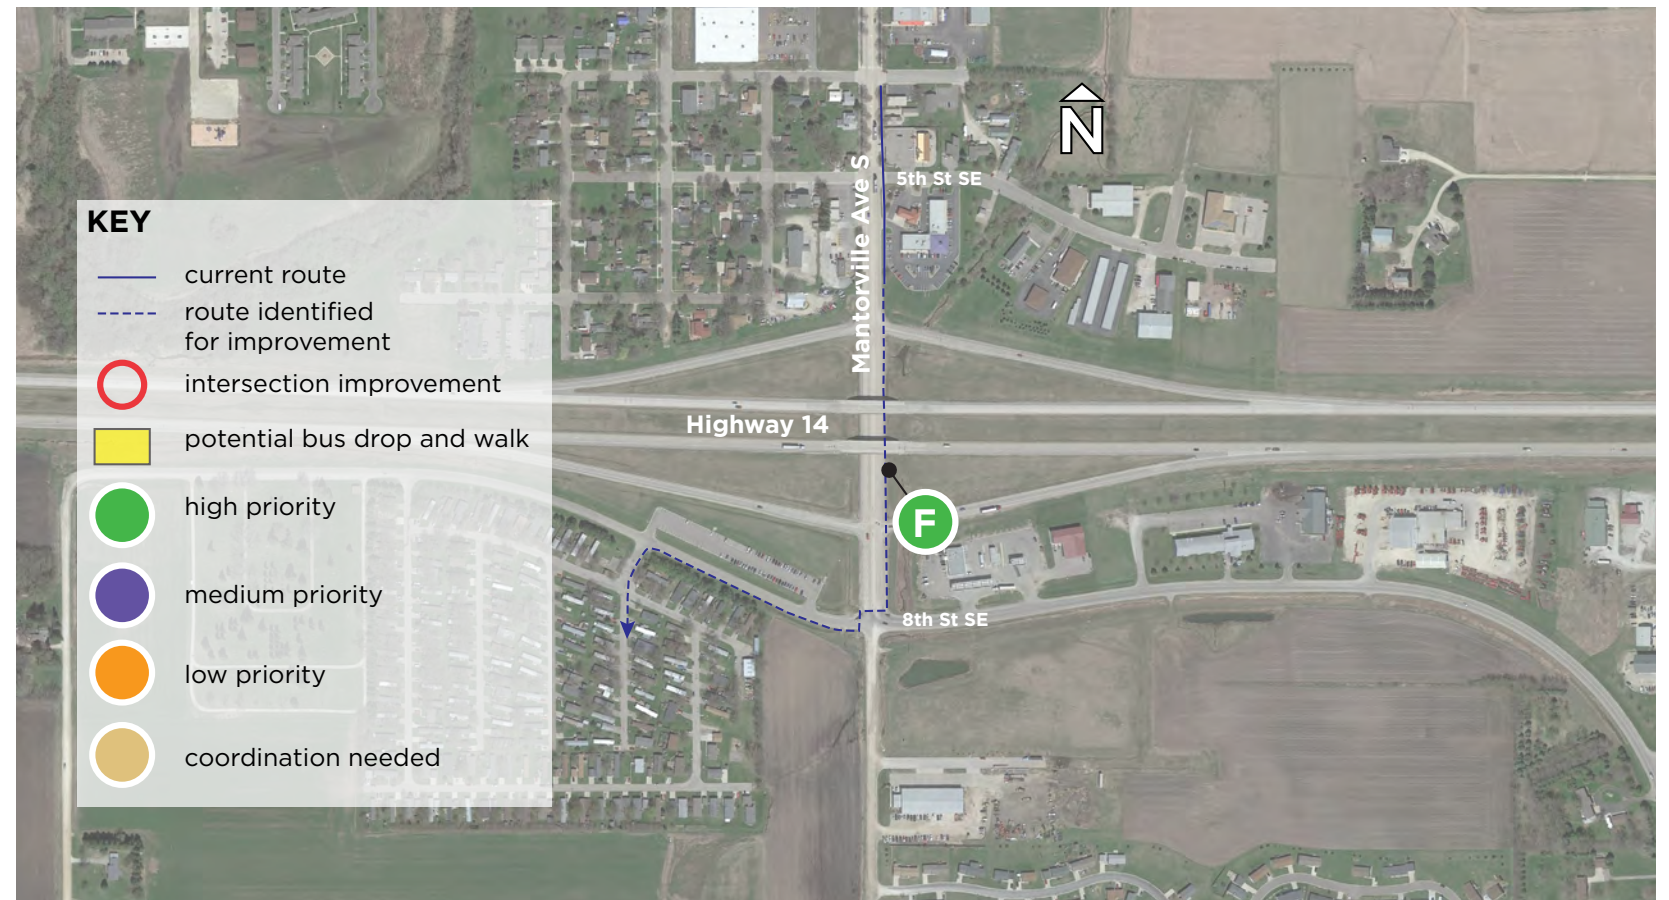 N
Mantorville Ave S
5th St SE
KEY
current route
route identified
for improvement
intersection improvement
Highway 14
potential bus drop and walk
high priority
F
medium priority
8th St SE
low priority
coordination needed